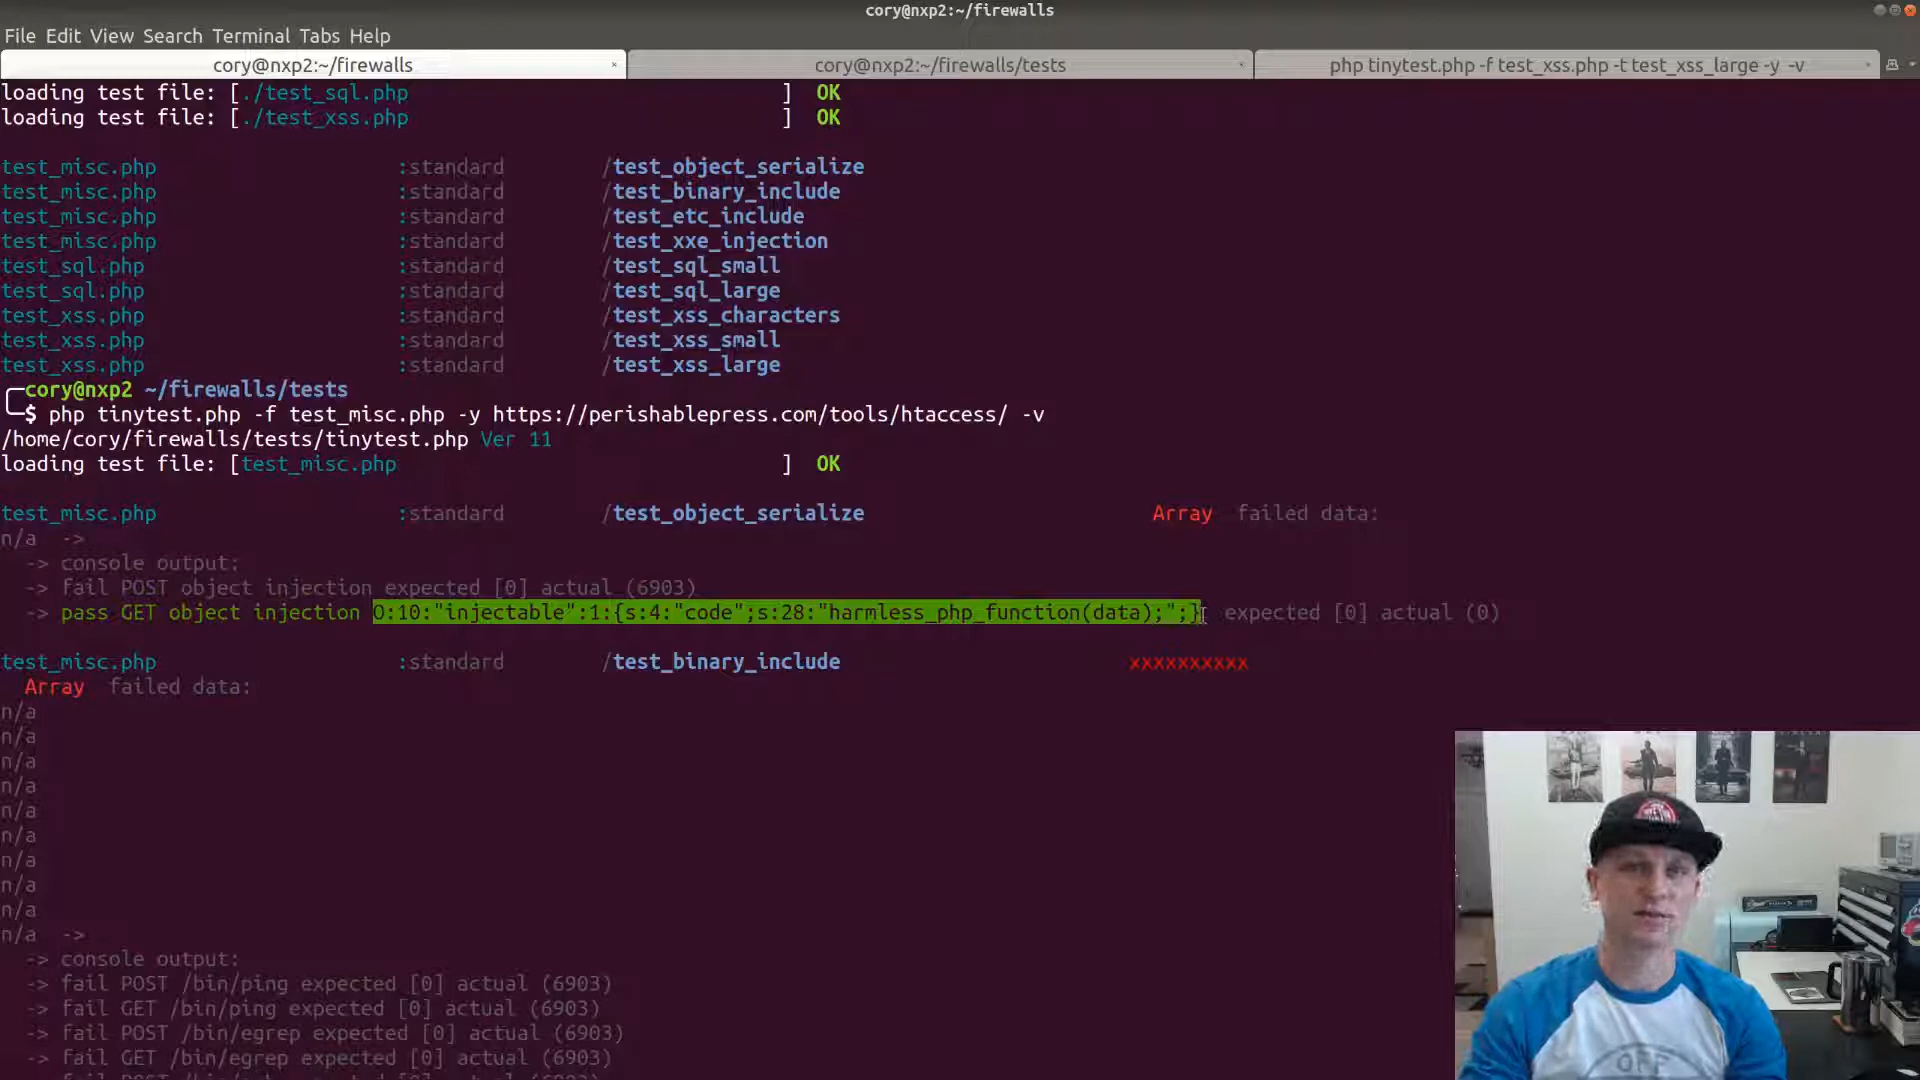 cory@nxp2:~/firewalls
File Edit View Search Terminal Tabs Help
cory@nxp2:~/firewalls × cory@nxp2:~/firewalls/tests × php tinytest.php -f test_xss.php -t test_xss_large -y -v ×
loading test file: [./test_sql.php ] OK
loading test file: [./test_xss.php ] OK
test_misc.php :standard /test_object_serialize
test_misc.php :standard /test_binary_include
test_misc.php :standard /test_etc_include
test_misc.php :standard /test_xxe_injection
test_sql.php :standard /test_sql_small
test_sql.php :standard /test_sql_large
test_xss.php :standard /test_xss_characters
test_xss.php :standard /test_xss_small
test_xss.php :standard /test_xss_large
cory@nxp2 ~/firewalls/tests
$ php tinytest.php -f test_misc.php -y https://perishablepress.com/tools/htaccess/ -v
/home/cory/firewalls/tests/tinytest.php Ver 11
loading test file: [test_misc.php ] OK
test_misc.php :standard /test_object_serialize Array failed data:
n/a ->
-> console output:
-> fail POST object injection expected [0] actual (6903)
-> pass GET object injection O:10:"injectable":1:{s:4:"code";s:28:"harmless_php_function(data);";} expected [0] actual (0)
test_misc.php :standard /test_binary_include xxxxxxxxxx
Array failed data:
n/a
n/a
n/a
n/a
n/a
n/a
n/a
n/a
n/a
n/a ->
-> console output:
-> fail POST /bin/ping expected [0] actual (6903)
-> fail GET /bin/ping expected [0] actual (6903)
-> fail POST /bin/egrep expected [0] actual (6903)
-> fail GET /bin/egrep expected [0] actual (6903)
OFF